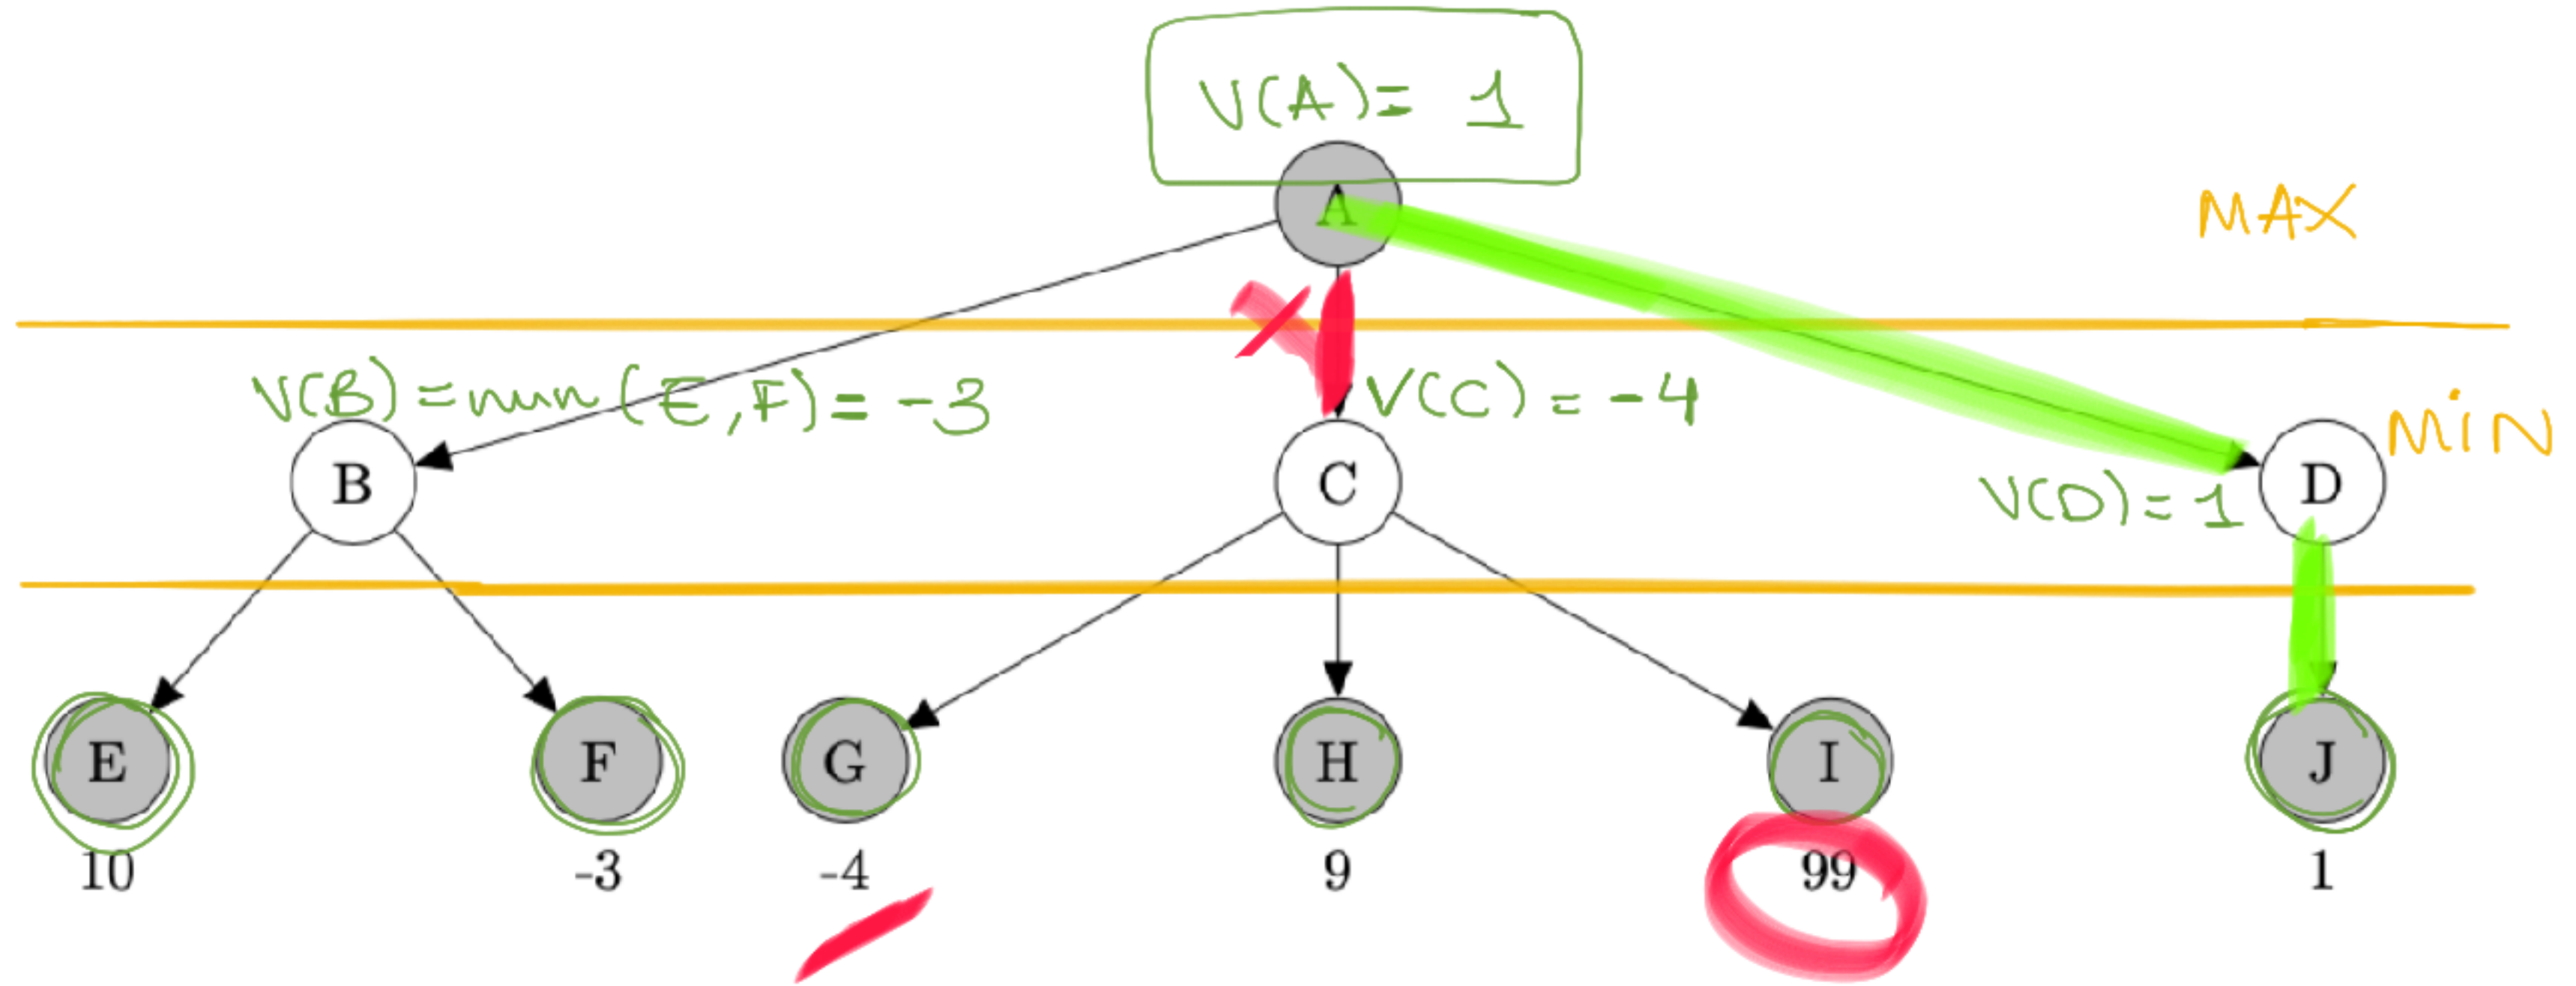 V(A)= 1
A
MAX
V(B)=min(E,F)=-3
V(C)=-4
MIN
B
C
V(D)=1
D
E
F
G
H
I
J
10
-3
-4
9
99
1